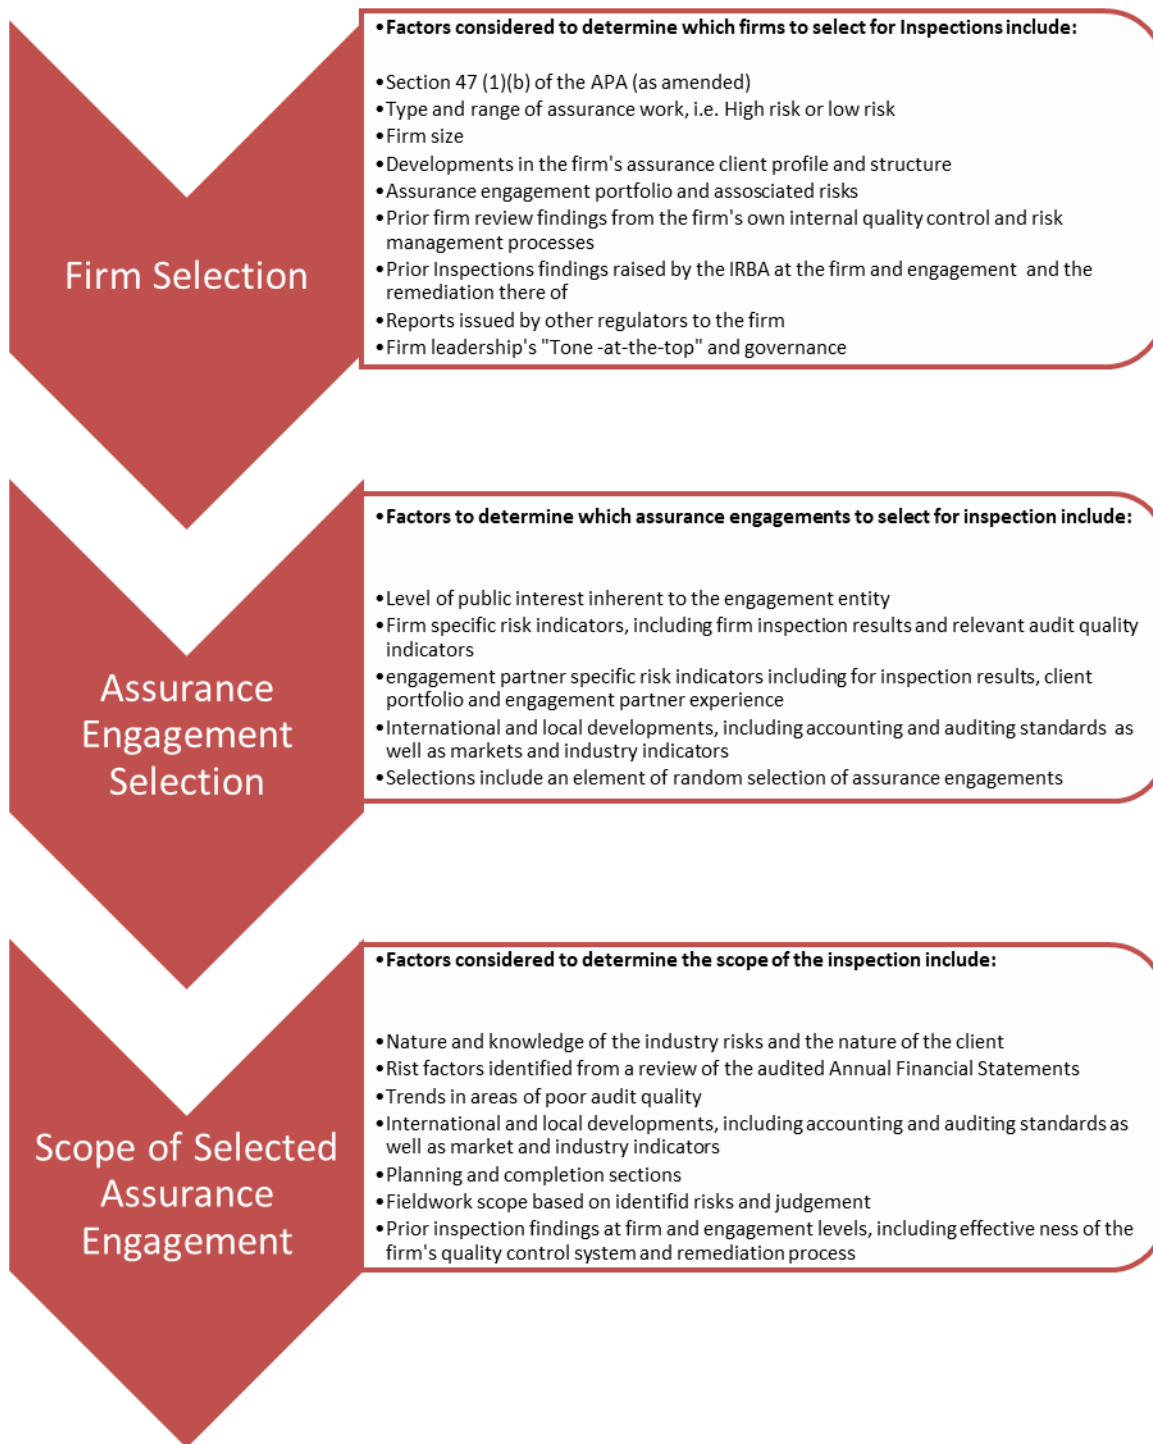 •Factors considered to determine which firms to select for Inspections include:
•Section 47 (1)(b) of the APA (as amended)
•Type and range of assurance work, i.e. High risk or low risk
•Firm size
•Developments in the firm's assurance client profile and structure
•Assurance engagement portfolio and assosciated risks
•Prior firm review findings from the firm's own internal quality control and risk
management processes
•Prior Inspections findings raised by the IRBA at the firm and engagement and the
remediation there of
•Reports issued by other regulators to the firm
•Firm leadership's "Tone -at-the-top" and governance
Firm Selection
•Factors to determine which assurance engagements to select for inspection include:
•Level of public interest inherent to the engagement entity
•Firm specific risk indicators, including firm inspection results and relevant audit quality
indicators
•engagement partner specific risk indicators including for inspection results, client
portfolio and engagement partner experience
•International and local developments, including accounting and auditing standards as
well as markets and industry indicators
•Selections include an element of random selection of assurance engagements
Assurance
Engagement
Selection
•Factors considered to determine the scope of the inspection include:
•Nature and knowledge of the industry risks and the nature of the client
•Rist factors identified from a review of the audited Annual Financial Statements
•Trends in areas of poor audit quality
•International and local developments, including accounting and auditing standards as
well as market and industry indicators
•Planning and completion sections
•Fieldwork scope based on identifid risks and judgement
•Prior inspection findings at firm and engagement levels, including effective ness of the
firm's quality control system and remediation process
Scope of Selected
Assurance
Engagement